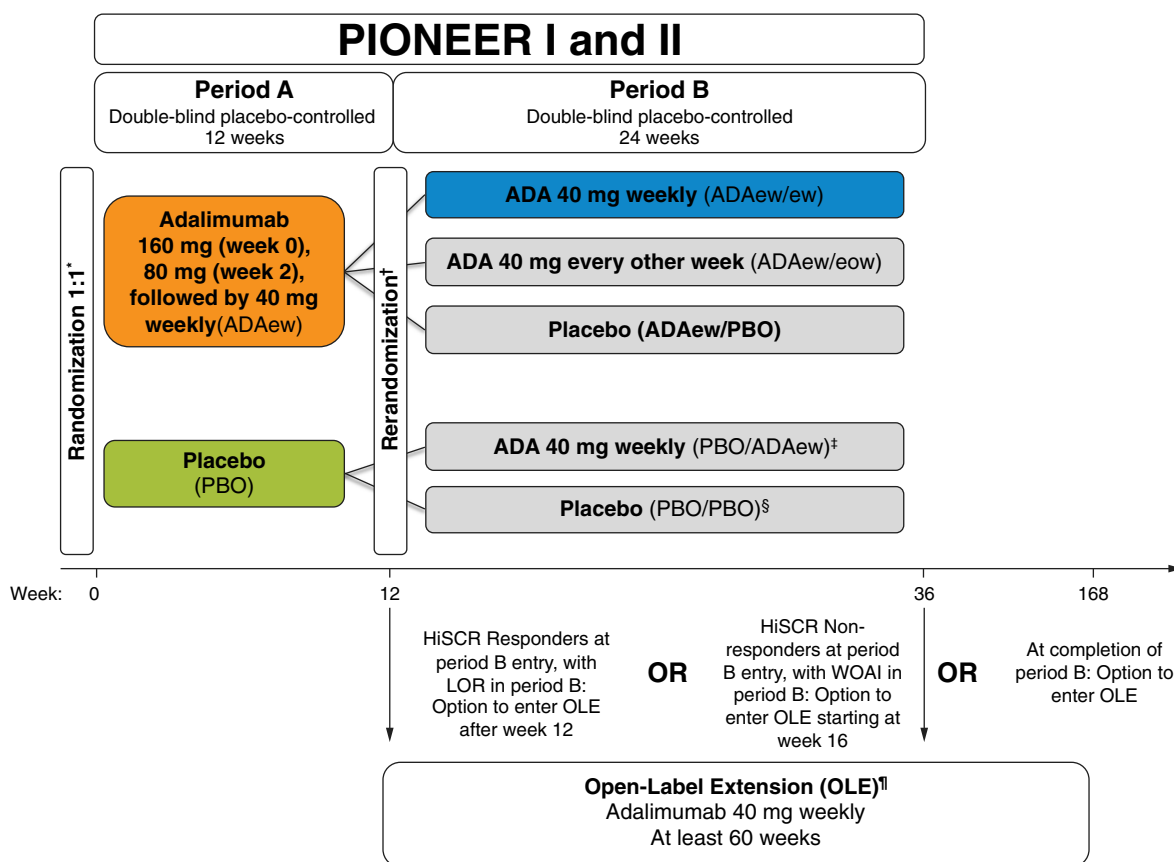 PIONEER I and II
Period A
Double-blind placebo-controlled
12 weeks
Period B
Double-blind placebo-controlled
24 weeks
Randomization 1:1*
Adalimumab
160 mg (week 0),
80 mg (week 2),
followed by 40 mg
weekly(ADAew)
Placebo
(PBO)
Rerandomization†
ADA 40 mg weekly (ADAew/ew)
ADA 40 mg every other week (ADAew/eow)
Placebo (ADAew/PBO)
ADA 40 mg weekly (PBO/ADAew)‡
Placebo (PBO/PBO)§
Week: 0 12 36 168
HiSCR Responders at
period B entry, with
LOR in period B:
Option to enter OLE
after week 12
OR
HiSCR Non-
responders at period
B entry, with WOAI in
period B: Option to
enter OLE starting at
week 16
OR
At completion of
period B: Option to
enter OLE
Open-Label Extension (OLE)¶
Adalimumab 40 mg weekly
At least 60 weeks